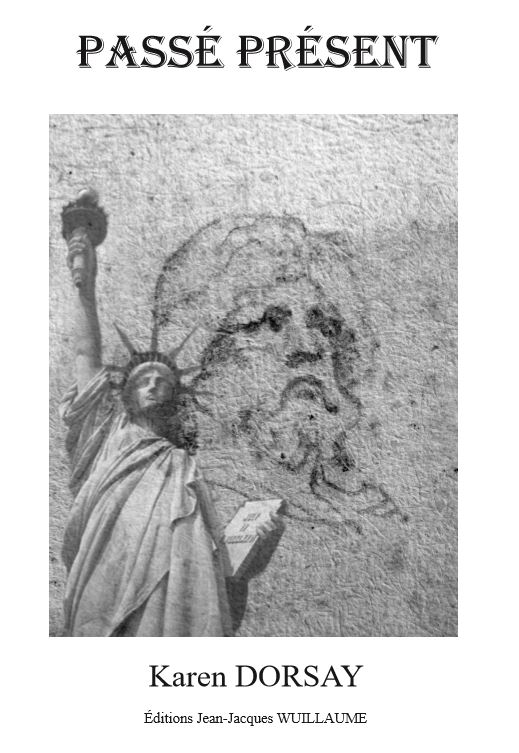 PASSÉ PRÉSENT
Karen DORSAY
Éditions Jean-Jacques WUILLAUME